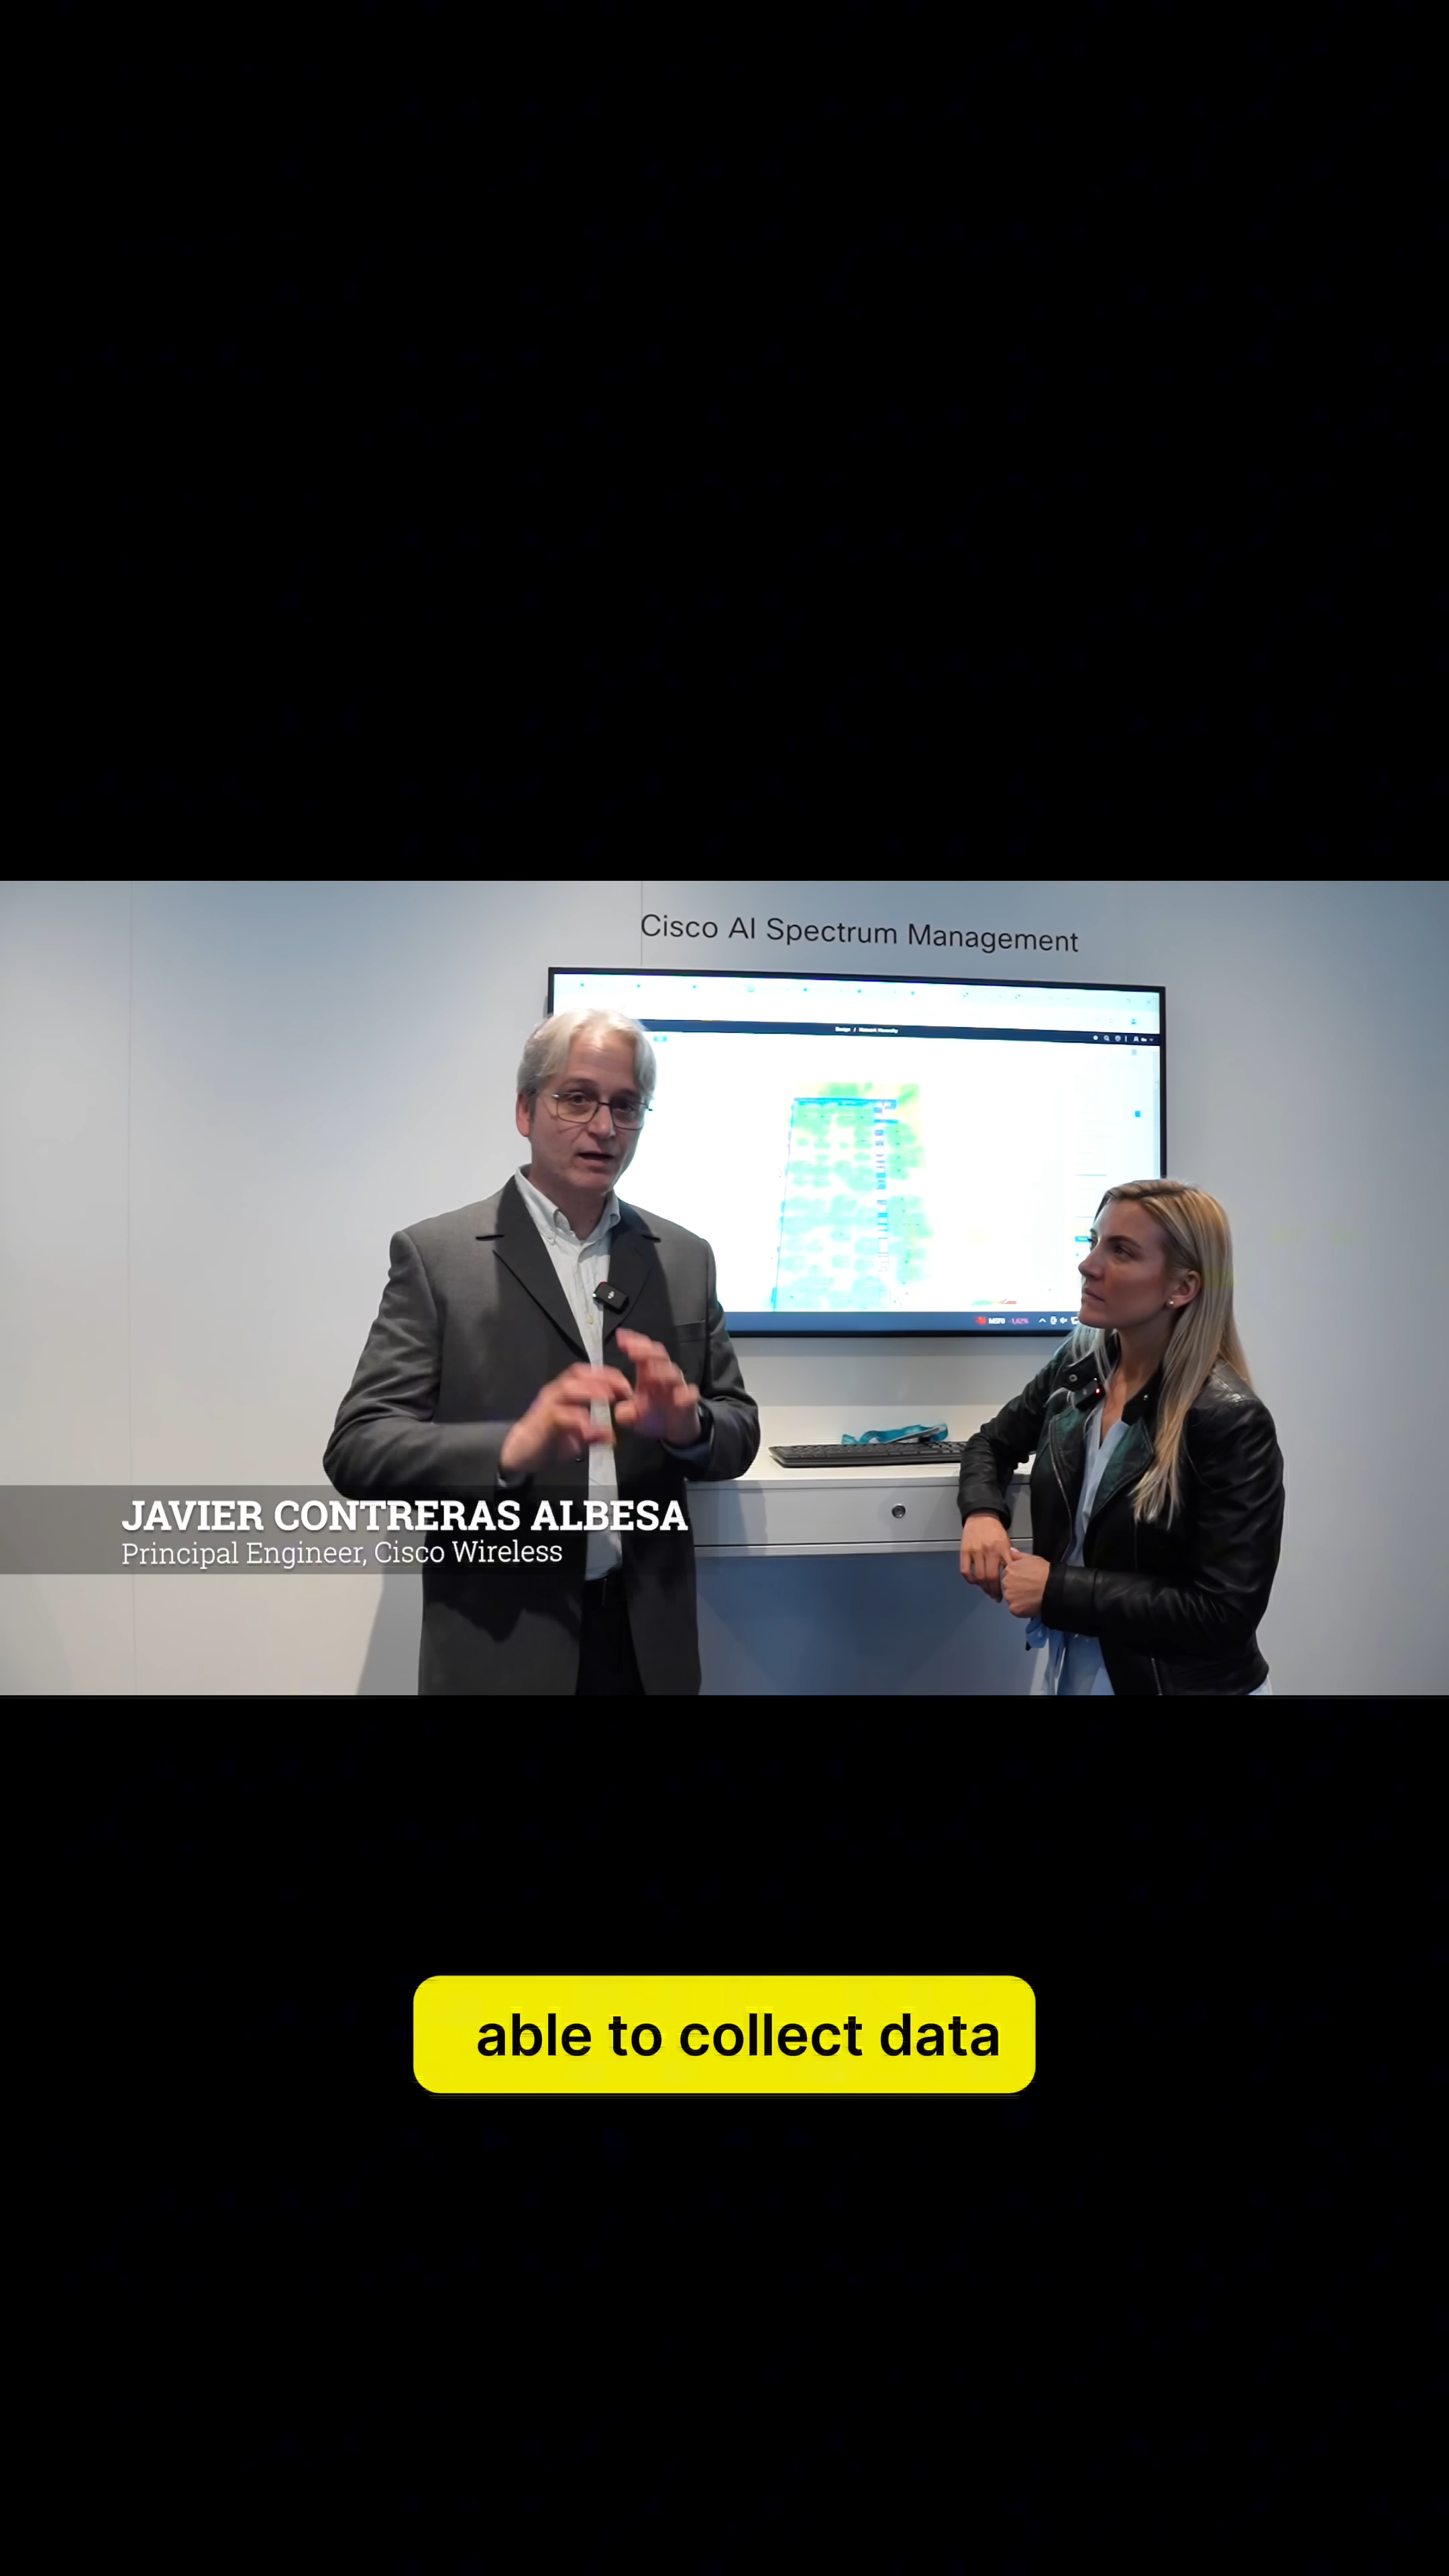 Cisco AI Spectrum Management
JAVIER CONTRERAS ALBESA
Principal Engineer, Cisco Wireless
able to collect data